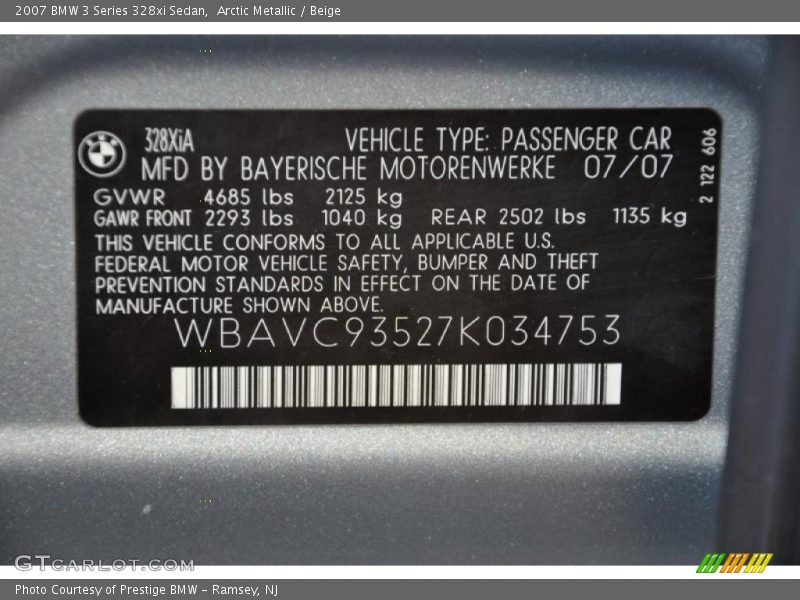 2007 BMW 3 Series 328xi Sedan,  Arctic Metallic / Beige
328XiA
VEHICLE TYPE: PASSENGER CAR
MFD BY BAYERISCHE MOTORENWERKE 07/07
GVWR 4685 lbs 2125 kg
GAWR FRONT 2293 lbs 1040 kg REAR 2502 lbs 1135 kg
THIS VEHICLE CONFORMS TO ALL APPLICABLE U.S.
FEDERAL MOTOR VEHICLE SAFETY, BUMPER AND THEFT
PREVENTION STANDARDS IN EFFECT ON THE DATE OF
MANUFACTURE SHOWN ABOVE.
WBAVC93527K034753
2 122 606
GTCARLOT.COM
Photo Courtesy of Prestige BMW - Ramsey, NJ